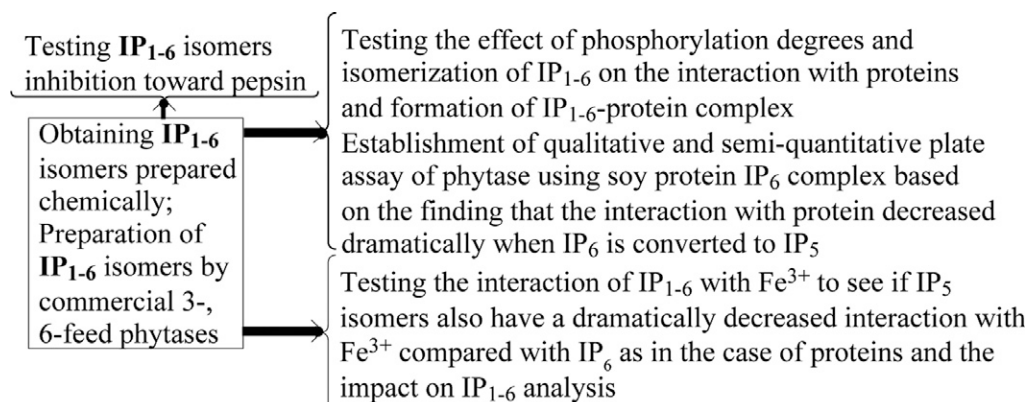 Testing IP1-6 isomers
inhibition toward pepsin
Obtaining IP1-6
isomers prepared
chemically;
Preparation of
IP1-6 isomers by
commercial 3-,
6-feed phytases
Testing the effect of phosphorylation degrees and
isomerization of IP1-6 on the interaction with proteins
and formation of IP1-6-protein complex
Establishment of qualitative and semi-quantitative plate
assay of phytase using soy protein IP6 complex based
on the finding that the interaction with protein decreased
dramatically when IP6 is converted to IP5
Testing the interaction of IP1-6 with Fe3+ to see if IP5
isomers also have a dramatically decreased interaction with
Fe3+ compared with IP6 as in the case of proteins and the
impact on IP1-6 analysis